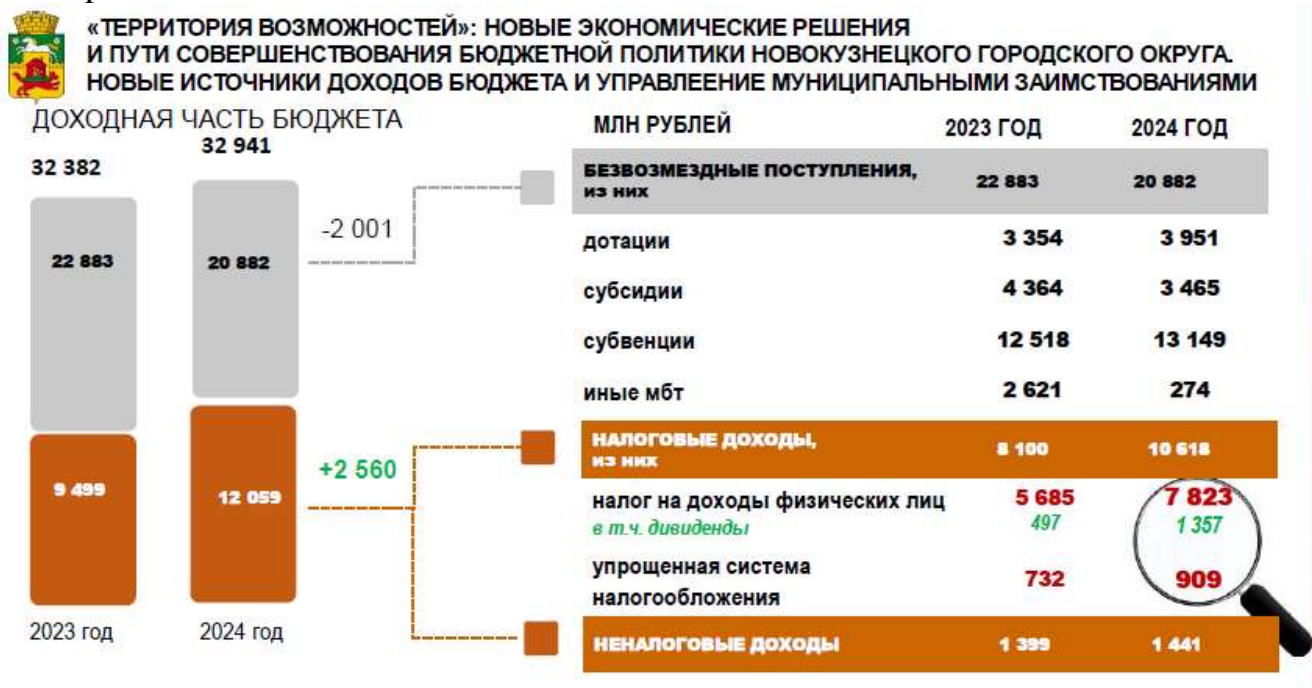 «ТЕРРИТОРИЯ ВОЗМОЖНОСТЕЙ»: НОВЫЕ ЭКОНОМИЧЕСКИЕ РЕШЕНИЯ
И ПУТИ СОВЕРШЕНСТВОВАНИЯ БЮДЖЕТНОЙ ПОЛИТИКИ НОВОКУЗНЕЦКОГО ГОРОДСКОГО ОКРУГА.
НОВЫЕ ИСТОЧНИКИ ДОХОДОВ БЮДЖЕТА И УПРАВЛЕЕНИЕ МУНИЦИПАЛЬНЫМИ ЗАИМСТВОВАНИЯМИ
ДОХОДНАЯ ЧАСТЬ БЮДЖЕТА
32 382
32 941
22 883
20 882
-2 001
9 499
12 059
+2 560
2023 год
2024 год
МЛН РУБЛЕЙ 2023 ГОД 2024 ГОД
БЕЗВОЗМЕЗДНЫЕ ПОСТУПЛЕНИЯ,
из них 22 883 20 882
дотации 3 354 3 951
субсидии 4 364 3 465
субвенции 12 518 13 149
иные мбт 2 621 274
НАЛОГОВЫЕ ДОХОДЫ,
из них 8 100 10 618
налог на доходы физических лиц 5 685 7 823
в т.ч. дивиденды 497 1 357
упрощенная система
налогообложения 732 909
НЕНАЛОГОВЫЕ ДОХОДЫ 1 399 1 441